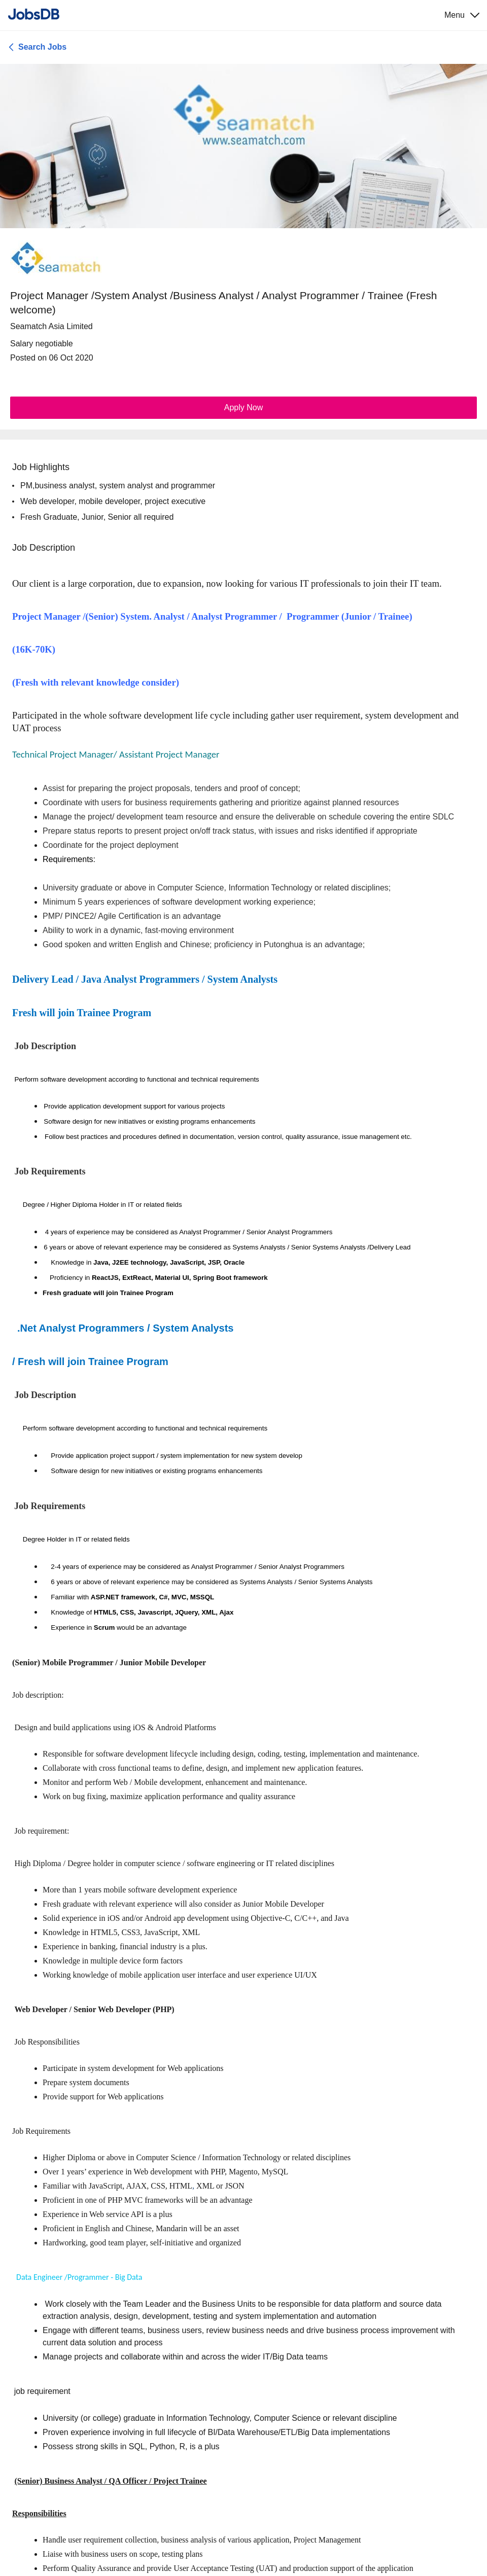 JobsDB
Menu
Search Jobs
seamatch
www.seamatch.com
seamatch
Project Manager /System Analyst /Business Analyst / Analyst Programmer / Trainee (Fresh
welcome)
Seamatch Asia Limited
Salary negotiable
Posted on 06 Oct 2020
Apply Now
Job Highlights
• PM,business analyst, system analyst and programmer
• Web developer, mobile developer, project executive
• Fresh Graduate, Junior, Senior all required
Job Description
Our client is a large corporation, due to expansion, now looking for various IT professionals to join their IT team.
Project Manager /(Senior) System. Analyst / Analyst Programmer /  Programmer (Junior / Trainee)
(16K-70K)
(Fresh with relevant knowledge consider)
Participated in the whole software development life cycle including gather user requirement, system development and
UAT process
Technical Project Manager/ Assistant Project Manager
• Assist for preparing the project proposals, tenders and proof of concept;
• Coordinate with users for business requirements gathering and prioritize against planned resources
• Manage the project/ development team resource and ensure the deliverable on schedule covering the entire SDLC
• Prepare status reports to present project on/off track status, with issues and risks identified if appropriate
• Coordinate for the project deployment
• Requirements:
• University graduate or above in Computer Science, Information Technology or related disciplines;
• Minimum 5 years experiences of software development working experience;
• PMP/ PINCE2/ Agile Certification is an advantage
• Ability to work in a dynamic, fast-moving environment
• Good spoken and written English and Chinese; proficiency in Putonghua is an advantage;
Delivery Lead / Java Analyst Programmers / System Analysts
Fresh will join Trainee Program
Job Description
Perform software development according to functional and technical requirements
• Provide application development support for various projects
• Software design for new initiatives or existing programs enhancements
• Follow best practices and procedures defined in documentation, version control, quality assurance, issue management etc.
Job Requirements
Degree / Higher Diploma Holder in IT or related fields
• 4 years of experience may be considered as Analyst Programmer / Senior Analyst Programmers
• 6 years or above of relevant experience may be considered as Systems Analysts / Senior Systems Analysts /Delivery Lead
• Knowledge in Java, J2EE technology, JavaScript, JSP, Oracle
• Proficiency in ReactJS, ExtReact, Material UI, Spring Boot framework
• Fresh graduate will join Trainee Program
.Net Analyst Programmers / System Analysts
/ Fresh will join Trainee Program
Job Description
Perform software development according to functional and technical requirements
• Provide application project support / system implementation for new system develop
• Software design for new initiatives or existing programs enhancements
Job Requirements
Degree Holder in IT or related fields
• 2-4 years of experience may be considered as Analyst Programmer / Senior Analyst Programmers
• 6 years or above of relevant experience may be considered as Systems Analysts / Senior Systems Analysts
• Familiar with ASP.NET framework, C#, MVC, MSSQL
• Knowledge of HTML5, CSS, Javascript, JQuery, XML, Ajax
• Experience in Scrum would be an advantage
(Senior) Mobile Programmer / Junior Mobile Developer
Job description:
Design and build applications using iOS & Android Platforms
• Responsible for software development lifecycle including design, coding, testing, implementation and maintenance.
• Collaborate with cross functional teams to define, design, and implement new application features.
• Monitor and perform Web / Mobile development, enhancement and maintenance.
• Work on bug fixing, maximize application performance and quality assurance
Job requirement:
High Diploma / Degree holder in computer science / software engineering or IT related disciplines
• More than 1 years mobile software development experience
• Fresh graduate with relevant experience will also consider as Junior Mobile Developer
• Solid experience in iOS and/or Android app development using Objective-C, C/C++, and Java
• Knowledge in HTML5, CSS3, JavaScript, XML
• Experience in banking, financial industry is a plus.
• Knowledge in multiple device form factors
• Working knowledge of mobile application user interface and user experience UI/UX
Web Developer / Senior Web Developer (PHP)
Job Responsibilities
• Participate in system development for Web applications
• Prepare system documents
• Provide support for Web applications
Job Requirements
• Higher Diploma or above in Computer Science / Information Technology or related disciplines
• Over 1 years’ experience in Web development with PHP, Magento, MySQL
• Familiar with JavaScript, AJAX, CSS, HTML, XML or JSON
• Proficient in one of PHP MVC frameworks will be an advantage
• Experience in Web service API is a plus
• Proficient in English and Chinese, Mandarin will be an asset
• Hardworking, good team player, self-initiative and organized
Data Engineer /Programmer - Big Data
• Work closely with the Team Leader and the Business Units to be responsible for data platform and source data
extraction analysis, design, development, testing and system implementation and automation
• Engage with different teams, business users, review business needs and drive business process improvement with
current data solution and process
• Manage projects and collaborate within and across the wider IT/Big Data teams
job requirement
• University (or college) graduate in Information Technology, Computer Science or relevant discipline
• Proven experience involving in full lifecycle of BI/Data Warehouse/ETL/Big Data implementations
• Possess strong skills in SQL, Python, R, is a plus
(Senior) Business Analyst / QA Officer / Project Trainee
Responsibilities
• Handle user requirement collection, business analysis of various application, Project Management
• Liaise with business users on scope, testing plans
• Perform Quality Assurance and provide User Acceptance Testing (UAT) and production support of the application